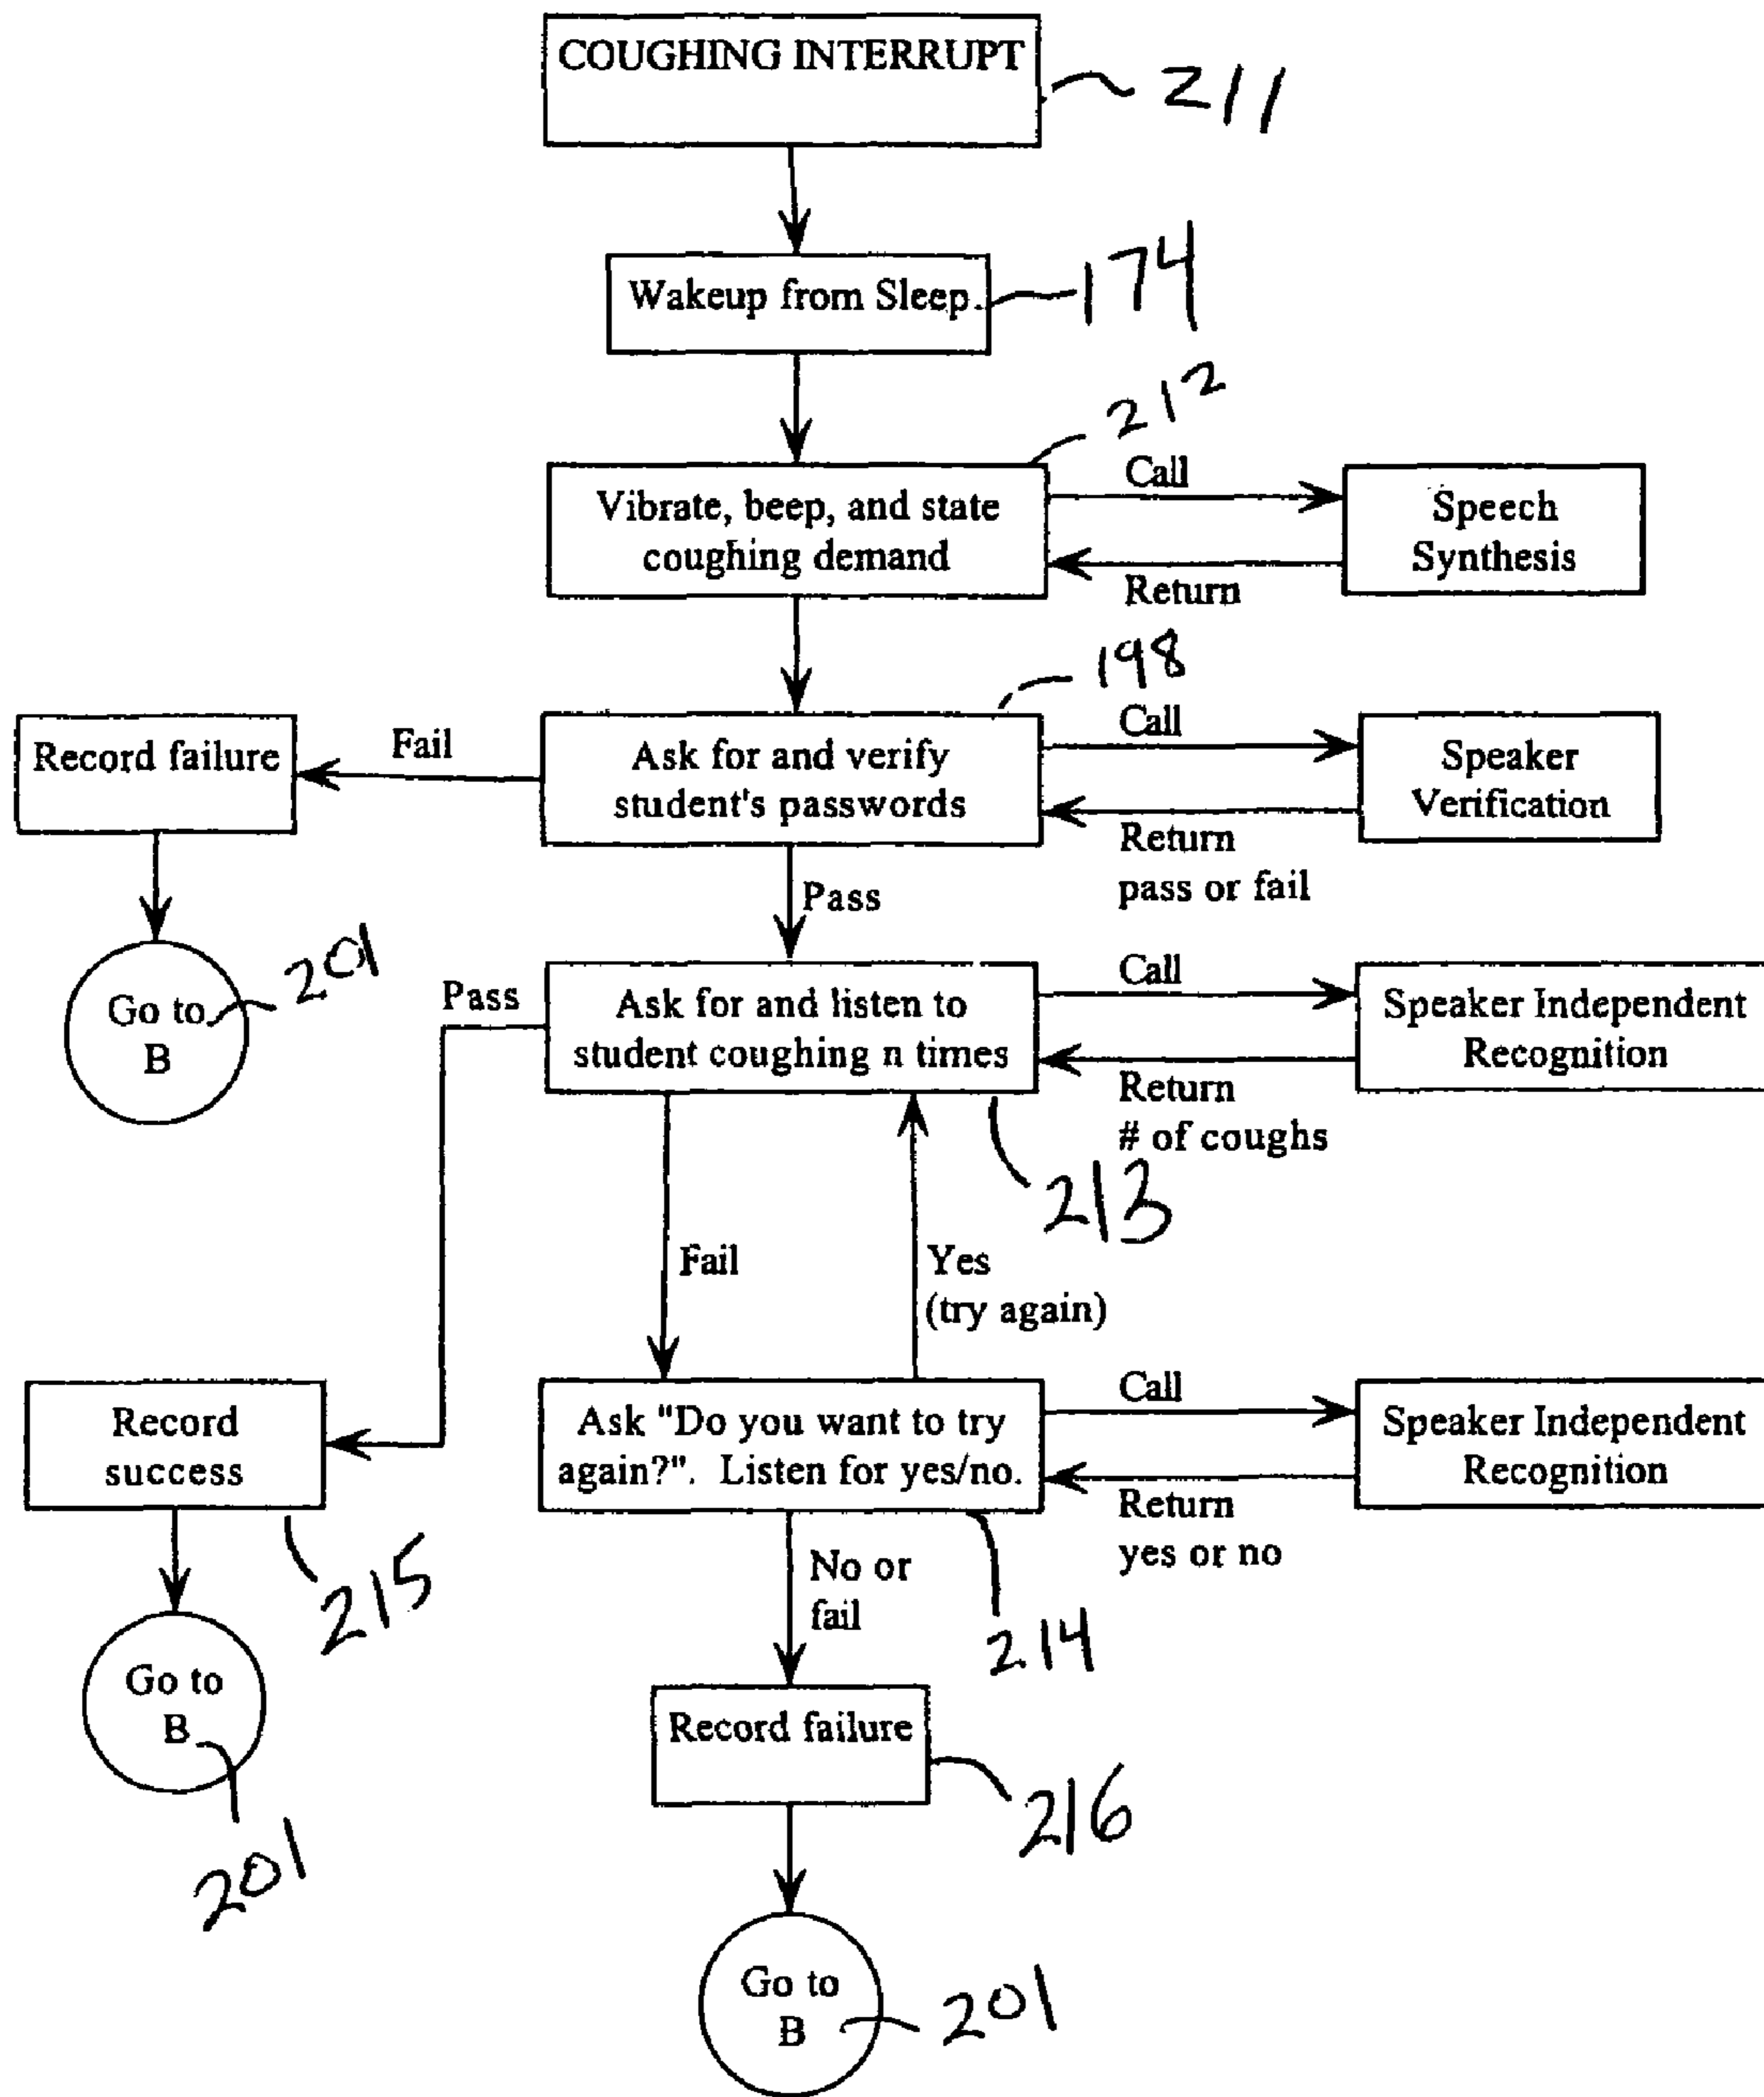 COUGHING INTERRUPT
211
Wakeup from Sleep.
174
212
Vibrate, beep, and state
coughing demand
Call
Return
Speech
Synthesis
198
Record failure
Fail
Ask for and verify
student's passwords
Call
Return
pass or fail
Speaker
Verification
Pass
Go to
B
201
Pass
Ask for and listen to
student coughing n times
Call
Return
# of coughs
Speaker Independent
Recognition
213
Fail
Yes
(try again)
Record
success
Ask "Do you want to try
again?". Listen for yes/no.
Call
Return
yes or no
Speaker Independent
Recognition
215
No or
fail
214
Go to
B
201
Record failure
216
Go to
B
201